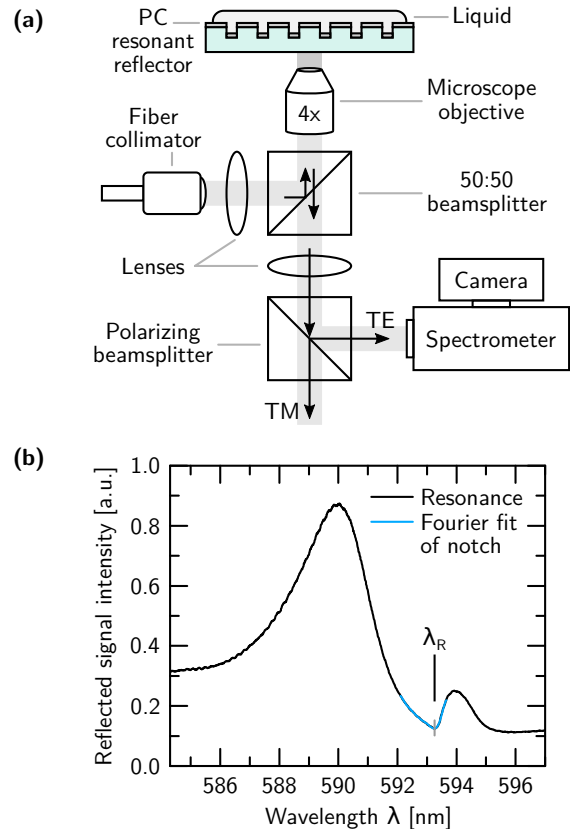 (a)
PC
resonant
reflector
Liquid
Microscope
objective
4x
Fiber
collimator
50:50
beamsplitter
Lenses
Camera
Polarizing
beamsplitter
TE
Spectrometer
TM
(b)
Reflected signal intensity [a.u.]
1.0
0.8
0.6
0.4
0.2
0.0
Resonance
Fourier fit
of notch
λR
586
588
590
592
594
596
Wavelength λ [nm]